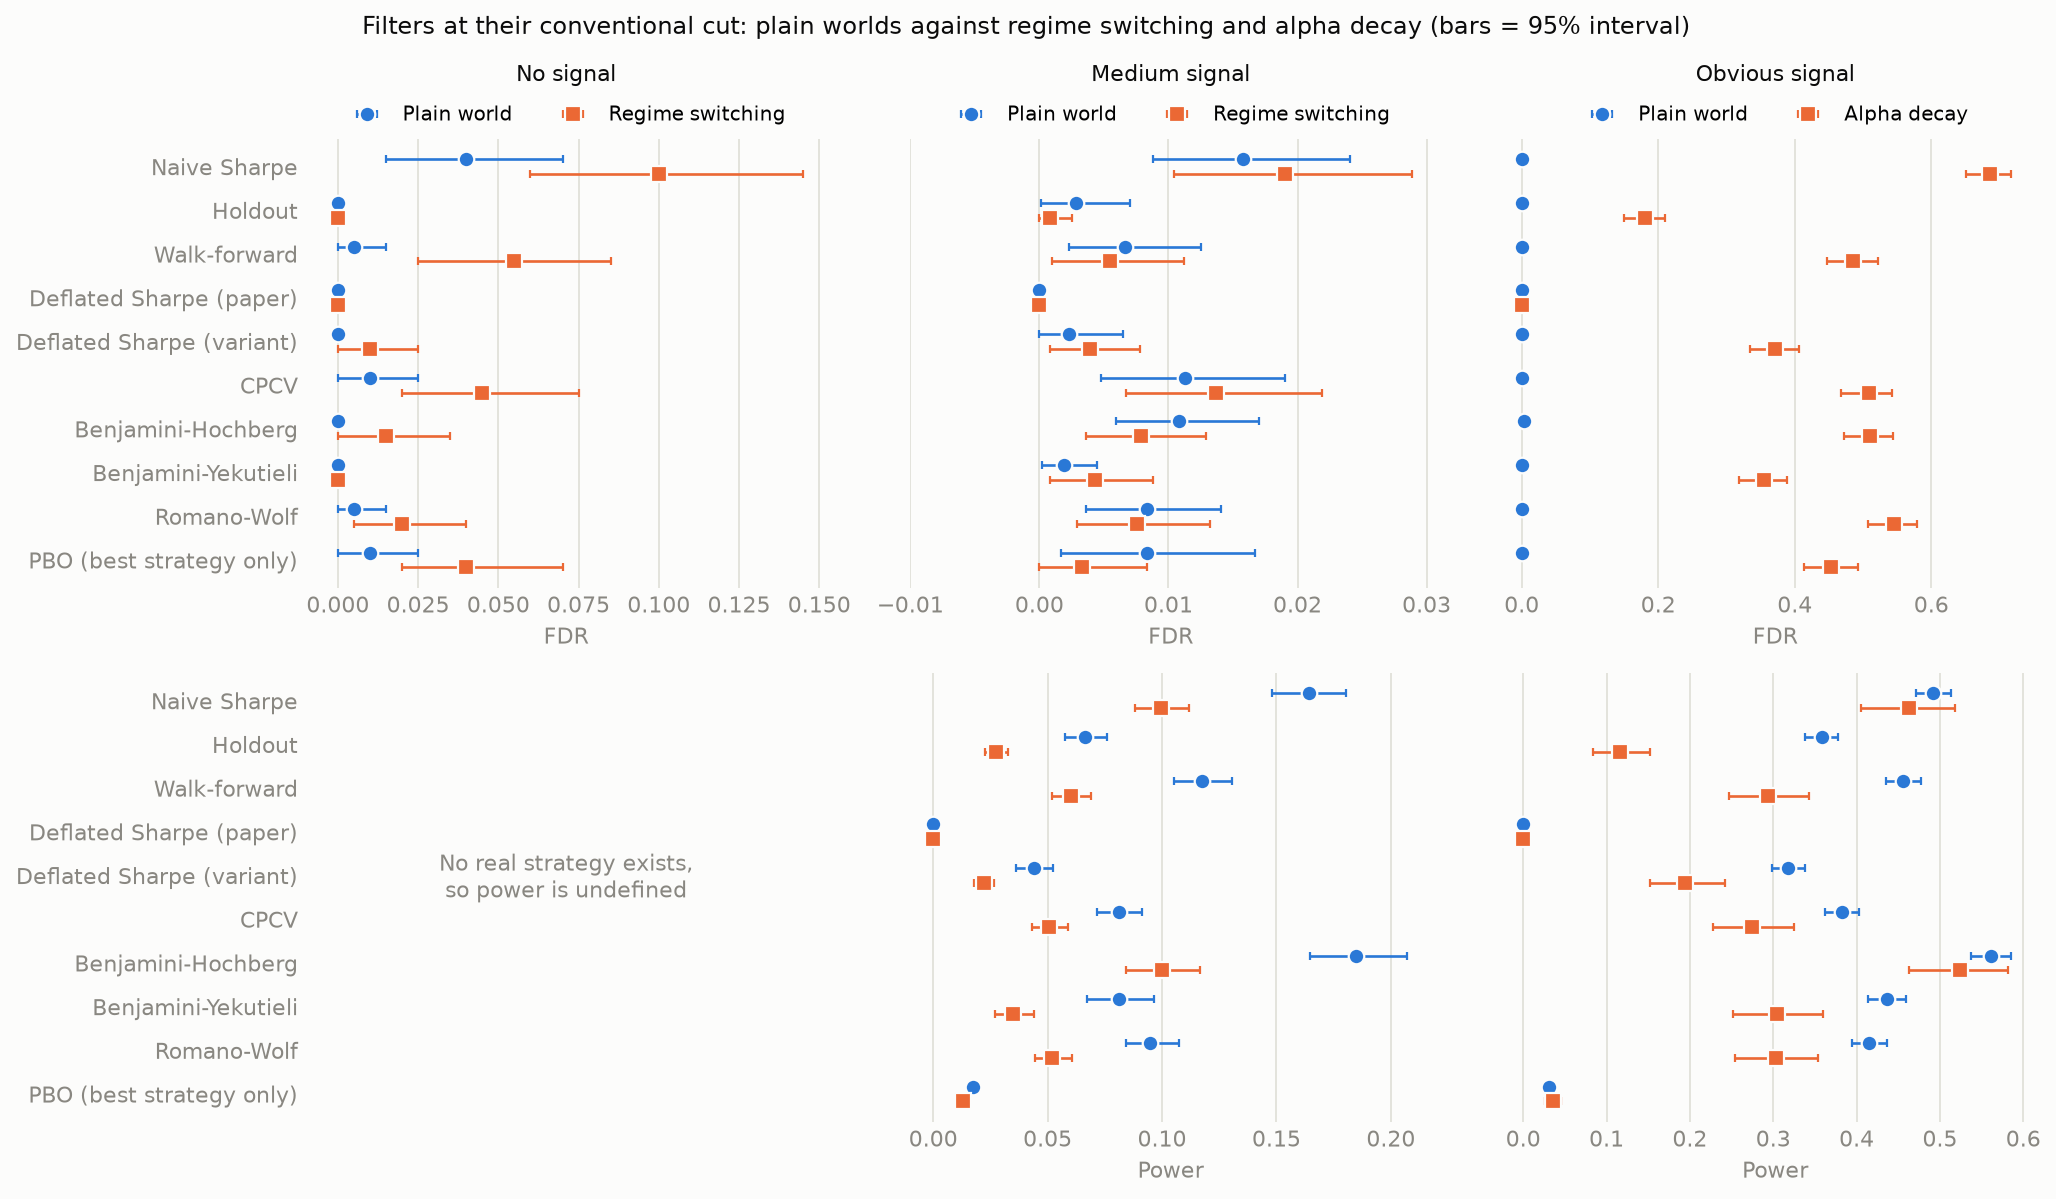 Filters at their conventional cut: plain worlds against regime switching and alpha decay (bars = 95% interval)
No signal
Plain world Regime switching
Medium signal
Plain world Regime switching
Obvious signal
Plain world Alpha decay
Naive Sharpe
Holdout
Walk-forward
Deflated Sharpe (paper)
Deflated Sharpe (variant)
CPCV
Benjamini-Hochberg
Benjamini-Yekutieli
Romano-Wolf
PBO (best strategy only)
0.000 0.025 0.050 0.075 0.100 0.125 0.150
FDR
−0.01 0.00 0.01 0.02 0.03
FDR
0.0 0.2 0.4 0.6
FDR
Naive Sharpe
Holdout
Walk-forward
Deflated Sharpe (paper)
Deflated Sharpe (variant)
CPCV
Benjamini-Hochberg
Benjamini-Yekutieli
Romano-Wolf
PBO (best strategy only)
No real strategy exists,
so power is undefined
0.00 0.05 0.10 0.15 0.20
Power
0.0 0.1 0.2 0.3 0.4 0.5 0.6
Power